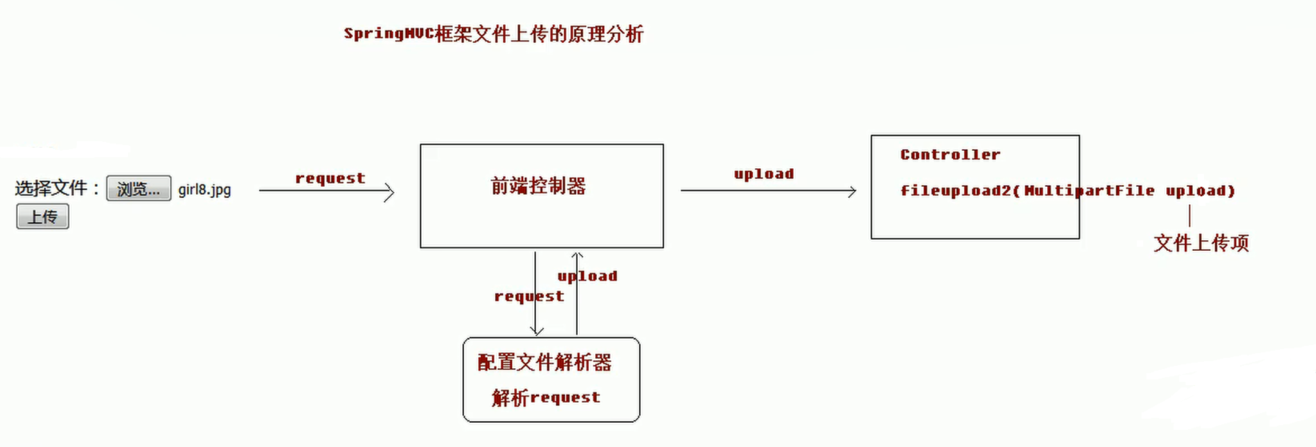 SpringMVC框架文件上传的原理分析
选择文件： 浏览... girl8.jpg
上传
request
前端控制器
upload
Controller
fileupload2(MultipartFile upload)
文件上传项
upload
request
配置文件解析器
解析request